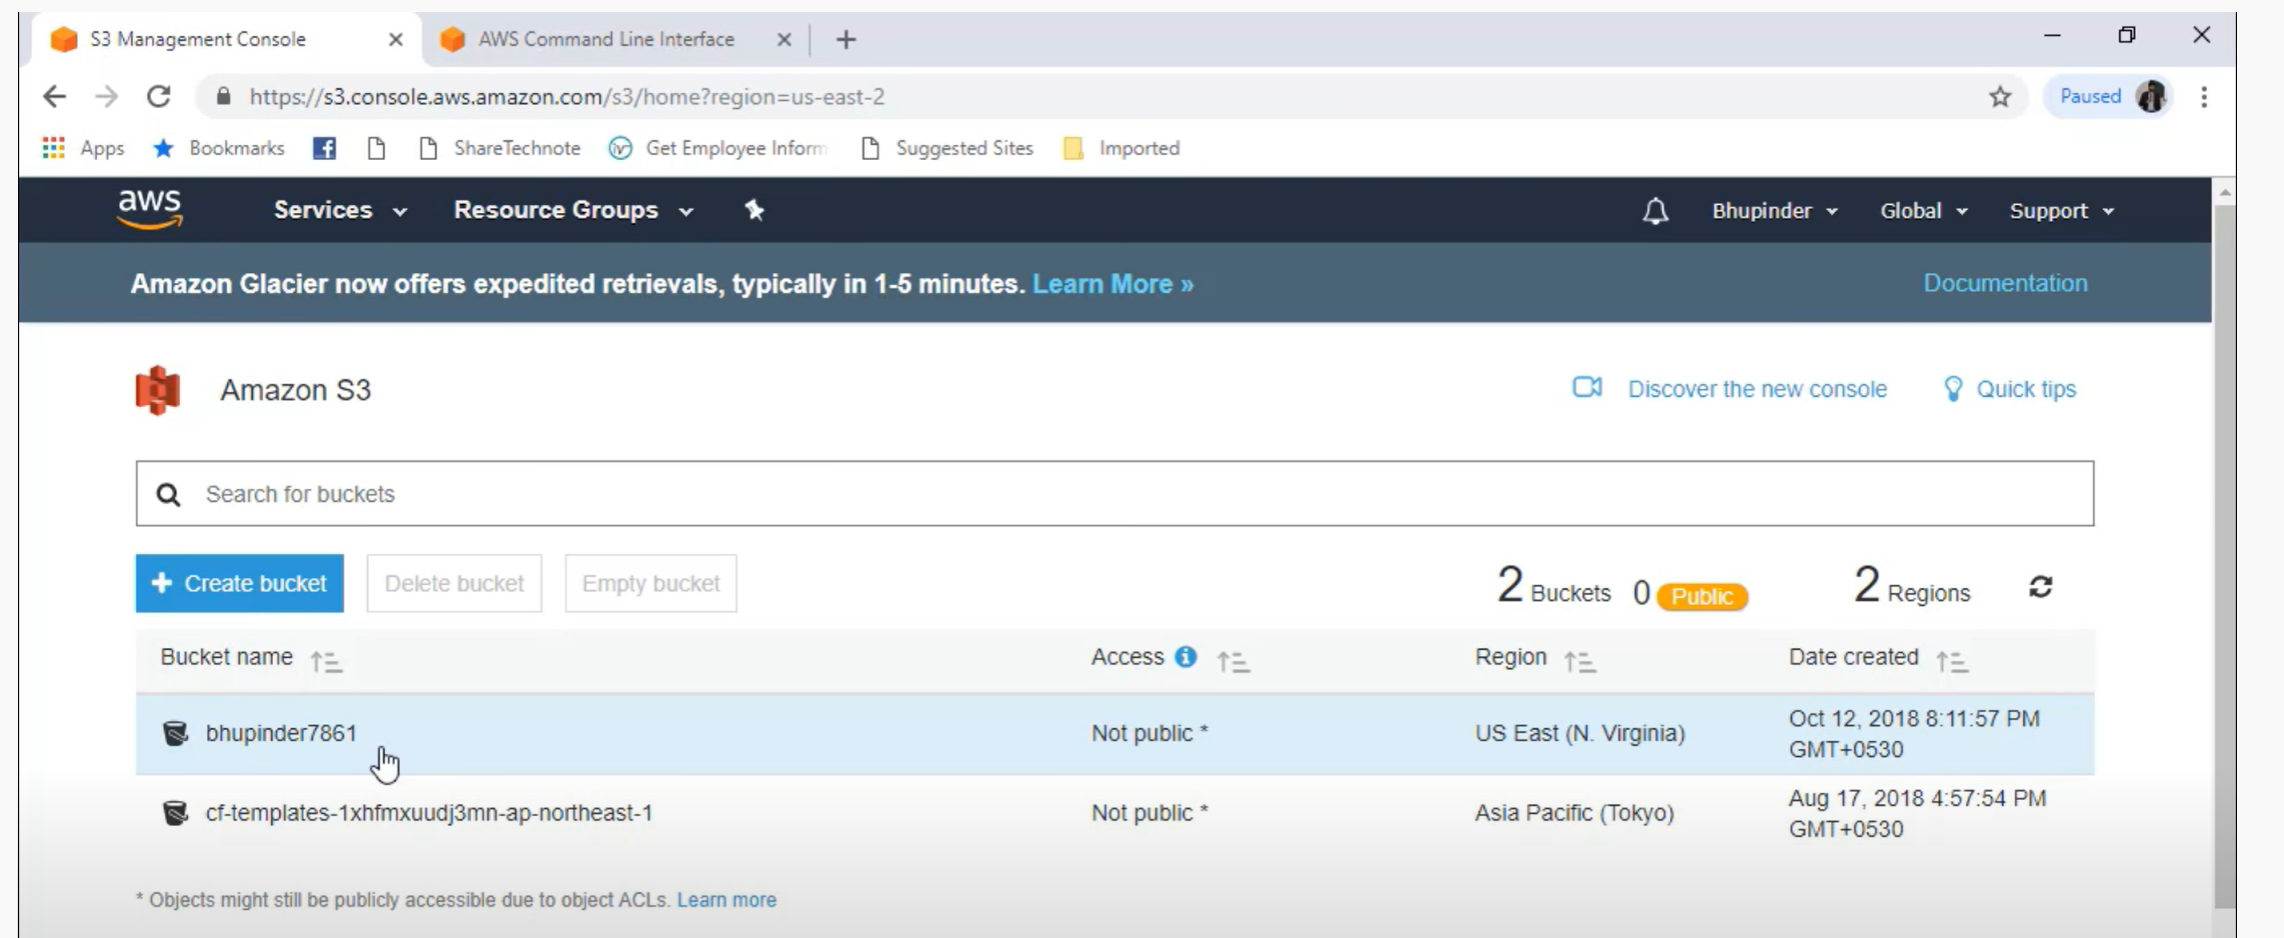 S3 Management Console AWS Command Line Interface
https://s3.console.aws.amazon.com/s3/home?region=us-east-2 Paused
Apps Bookmarks ShareTechnote Get Employee Inform Suggested Sites Imported
aws Services Resource Groups Bhupinder Global Support
Amazon Glacier now offers expedited retrievals, typically in 1-5 minutes. Learn More » Documentation
Amazon S3 Discover the new console Quick tips
Search for buckets
+ Create bucket Delete bucket Empty bucket 2 Buckets 0 Public 2 Regions
Bucket name Access Region Date created
bhupinder7861 Not public * US East (N. Virginia) Oct 12, 2018 8:11:57 PM
GMT+0530
cf-templates-1xhfmxuudj3mn-ap-northeast-1 Not public * Asia Pacific (Tokyo) Aug 17, 2018 4:57:54 PM
GMT+0530
* Objects might still be publicly accessible due to object ACLs. Learn more